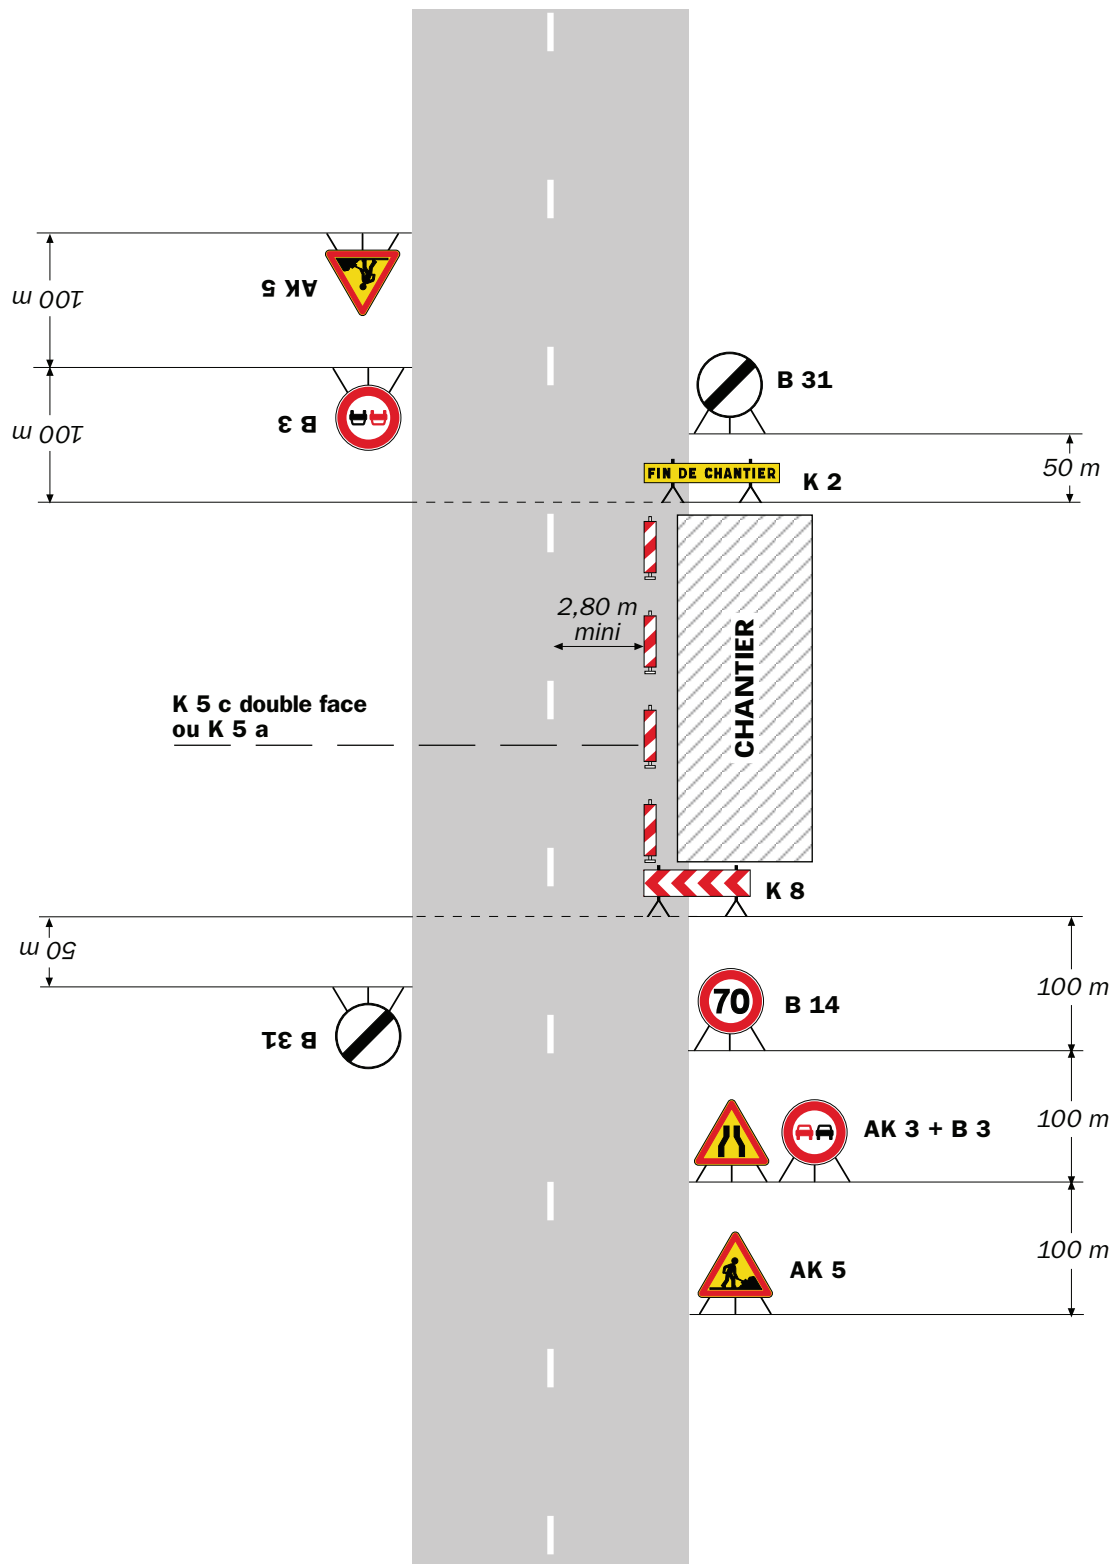 AK 5
100 m
B 3
100 m
B 31
50 m
FIN DE CHANTIER
K 2
2,80 m
mini
CHANTIER
K 5 c double face
ou K 5 a
K 8
50 m
B 31
70
B 14
100 m
AK 3 + B 3
100 m
AK 5
100 m